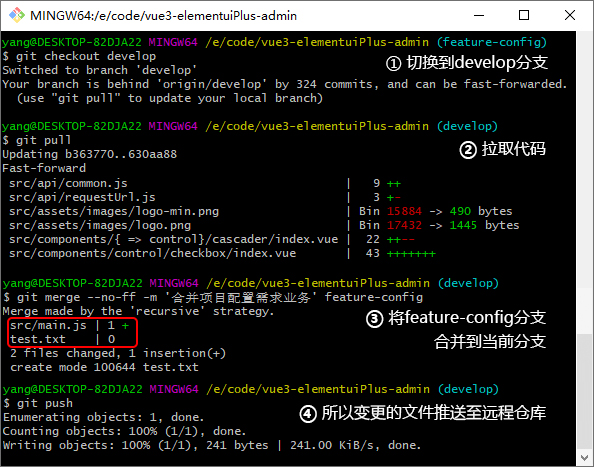 MINGW64:/e/code/vue3-elementuiPlus-admin
yang@DESKTOP-82DJA22 MINGW64 /e/code/vue3-elementuiPlus-admin (feature-config)
$ git checkout develop
① 切换到develop分支
Switched to branch 'develop'
Your branch is behind 'origin/develop' by 324 commits, and can be fast-forwarded.
(use "git pull" to update your local branch)
yang@DESKTOP-82DJA22 MINGW64 /e/code/vue3-elementuiPlus-admin (develop)
$ git pull
② 拉取代码
Updating b363770..630aa88
Fast-forward
src/api/common.js | 9 ++
src/api/requestUrl.js | 3 +-
src/assets/images/logo-min.png | Bin 15884 -> 490 bytes
src/assets/images/logo.png | Bin 17432 -> 1445 bytes
src/components/{ => control}/cascader/index.vue | 22 ++--
src/components/control/checkbox/index.vue | 43 +++++++
yang@DESKTOP-82DJA22 MINGW64 /e/code/vue3-elementuiPlus-admin (develop)
$ git merge --no-ff -m '合并项目配置需求业务' feature-config
Merge made by the 'recursive' strategy.
③ 将feature-config分支
合并到当前分支
src/main.js | 1 +
test.txt | 0
2 files changed, 1 insertion(+)
create mode 100644 test.txt
yang@DESKTOP-82DJA22 MINGW64 /e/code/vue3-elementuiPlus-admin (develop)
$ git push
④ 所以变更的文件推送至远程仓库
Enumerating objects: 1, done.
Counting objects: 100% (1/1), done.
Writing objects: 100% (1/1), 241 bytes | 241.00 KiB/s, done.